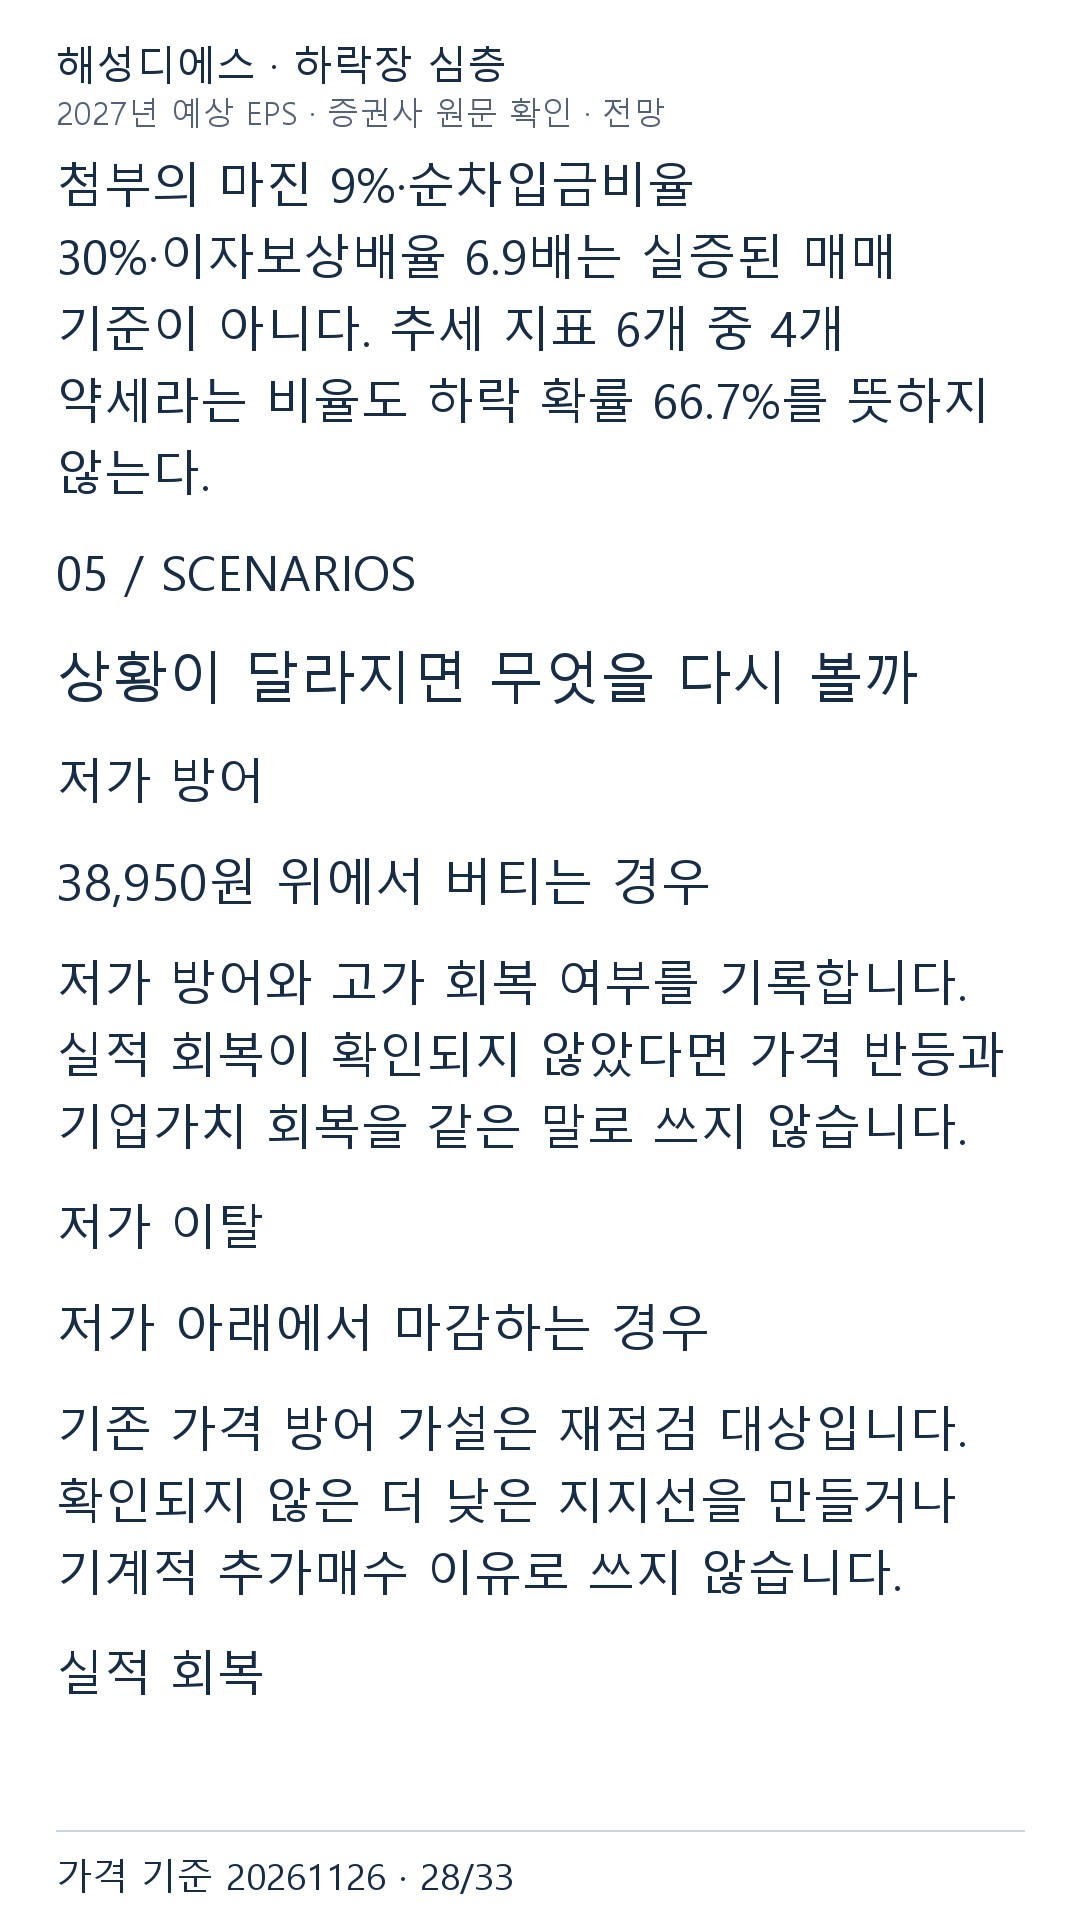 해성디에스 · 하락장 심층
2027년 예상 EPS · 증권사 원문 확인 · 전망
첨부의 마진 9%·순차입금비율
30%·이자보상배율 6.9배는 실증된 매매
기준이 아니다. 추세 지표 6개 중 4개
약세라는 비율도 하락 확률 66.7%를 뜻하지
않는다.
05 / SCENARIOS
상황이 달라지면 무엇을 다시 볼까
저가 방어
38,950원 위에서 버티는 경우
저가 방어와 고가 회복 여부를 기록합니다.
실적 회복이 확인되지 않았다면 가격 반등과
기업가치 회복을 같은 말로 쓰지 않습니다.
저가 이탈
저가 아래에서 마감하는 경우
기존 가격 방어 가설은 재점검 대상입니다.
확인되지 않은 더 낮은 지지선을 만들거나
기계적 추가매수 이유로 쓰지 않습니다.
실적 회복
가격 기준 20261126 · 28/33